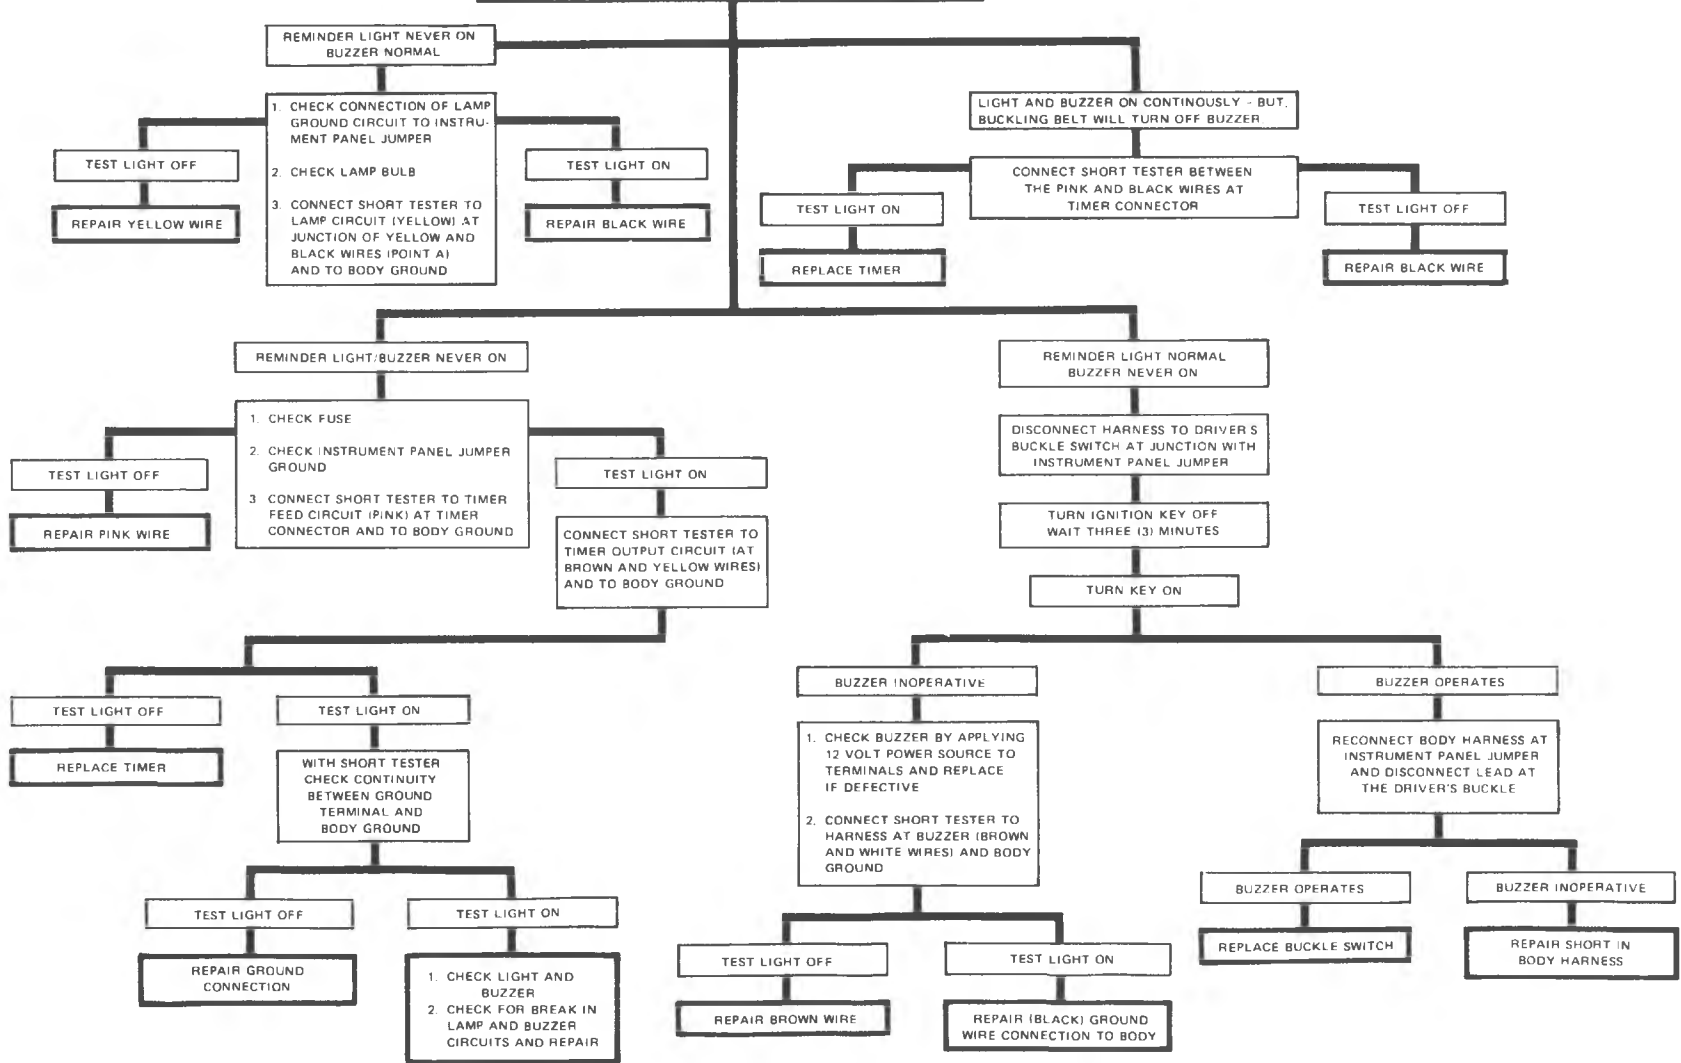 REMINDER LIGHT NEVER ON
BUZZER NORMAL
1. CHECK CONNECTION OF LAMP
GROUND CIRCUIT TO INSTRU-
MENT PANEL JUMPER
2. CHECK LAMP BULB
3. CONNECT SHORT TESTER TO
LAMP CIRCUIT (YELLOW) AT
JUNCTION OF YELLOW AND
BLACK WIRES (POINT A)
AND TO BODY GROUND
TEST LIGHT OFF
REPAIR YELLOW WIRE
TEST LIGHT ON
REPAIR BLACK WIRE
LIGHT AND BUZZER ON CONTINOUSLY - BUT,
BUCKLING BELT WILL TURN OFF BUZZER
CONNECT SHORT TESTER BETWEEN
THE PINK AND BLACK WIRES AT
TIMER CONNECTOR
TEST LIGHT ON
REPLACE TIMER
TEST LIGHT OFF
REPAIR BLACK WIRE
REMINDER LIGHT/BUZZER NEVER ON
1. CHECK FUSE
2. CHECK INSTRUMENT PANEL JUMPER
GROUND
3 CONNECT SHORT TESTER TO TIMER
FEED CIRCUIT (PINK) AT TIMER
CONNECTOR AND TO BODY GROUND
TEST LIGHT OFF
REPAIR PINK WIRE
TEST LIGHT ON
CONNECT SHORT TESTER TO
TIMER OUTPUT CIRCUIT (AT
BROWN AND YELLOW WIRES)
AND TO BODY GROUND
TEST LIGHT OFF
REPLACE TIMER
TEST LIGHT ON
WITH SHORT TESTER
CHECK CONTINUITY
BETWEEN GROUND
TERMINAL AND
BODY GROUND
TEST LIGHT OFF
REPAIR GROUND
CONNECTION
TEST LIGHT ON
1. CHECK LIGHT AND
BUZZER
2. CHECK FOR BREAK IN
LAMP AND BUZZER
CIRCUITS AND REPAIR
REMINDER LIGHT NORMAL
BUZZER NEVER ON
DISCONNECT HARNESS TO DRIVER'S
BUCKLE SWITCH AT JUNCTION WITH
INSTRUMENT PANEL JUMPER
TURN IGNITION KEY OFF
WAIT THREE (3) MINUTES
TURN KEY ON
BUZZER INOPERATIVE
1. CHECK BUZZER BY APPLYING
12 VOLT POWER SOURCE TO
TERMINALS AND REPLACE
IF DEFECTIVE
2. CONNECT SHORT TESTER TO
HARNESS AT BUZZER (BROWN
AND WHITE WIRES) AND BODY
GROUND
TEST LIGHT OFF
REPAIR BROWN WIRE
TEST LIGHT ON
REPAIR (BLACK) GROUND
WIRE CONNECTION TO BODY
BUZZER OPERATES
RECONNECT BODY HARNESS AT
INSTRUMENT PANEL JUMPER
AND DISCONNECT LEAD AT
THE DRIVER'S BUCKLE
BUZZER OPERATES
REPLACE BUCKLE SWITCH
BUZZER INOPERATIVE
REPAIR SHORT IN
BODY HARNESS